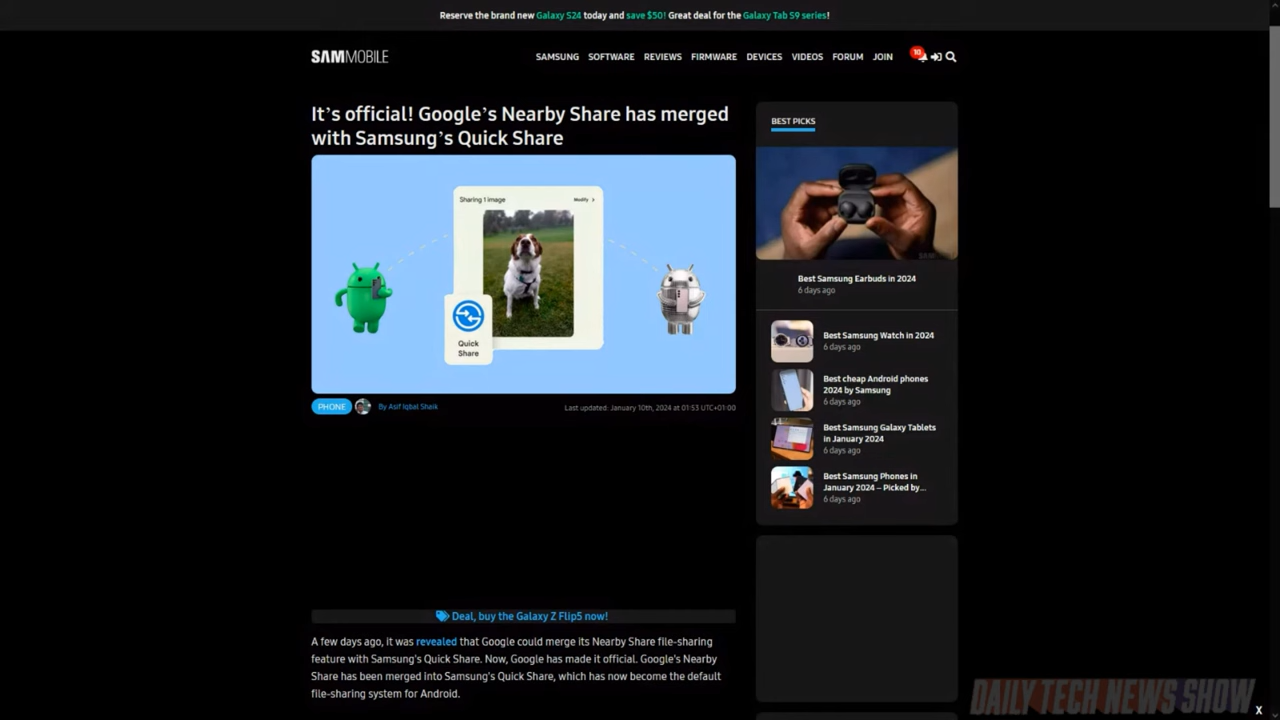 Reserve the brand new Galaxy S24 today and save $50! Great deal for the Galaxy Tab S9 series!
SAMMOBILE
SAMSUNG SOFTWARE REVIEWS FIRMWARE DEVICES VIDEOS FORUM JOIN 10
It's official! Google's Nearby Share has merged
with Samsung's Quick Share
Sharing 1 image Modify >
Quick
Share
PHONE By Asif Iqbal Shaik Last updated: January 10th, 2024 at 01:53 UTC+01:00
Deal, buy the Galaxy Z Flip5 now!
A few days ago, it was revealed that Google could merge its Nearby Share file-sharing
feature with Samsung's Quick Share. Now, Google has made it official. Google's Nearby
Share has been merged into Samsung's Quick Share, which has now become the default
file-sharing system for Android.
BEST PICKS
SAM
Best Samsung Earbuds in 2024
6 days ago
Best Samsung Watch in 2024
6 days ago
Best cheap Android phones
2024 by Samsung
6 days ago
Best Samsung Galaxy Tablets
in January 2024
6 days ago
Best Samsung Phones in
January 2024 – Picked by...
6 days ago
DAILY TECH NEWS SHOW
X